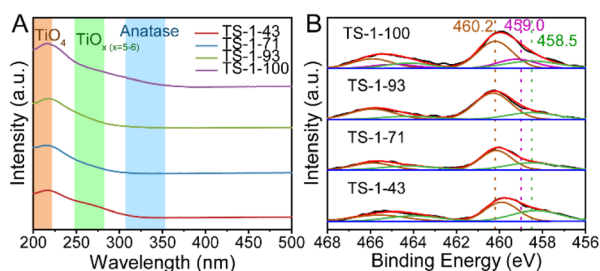 A
TiO4
TiOx (x=5-6)
Anatase
TS-1-43
TS-1-71
TS-1-93
TS-1-100
Intensity (a.u.)
200 250 300 350 400 450 500
Wavelength (nm)
B
TS-1-100
460.2
459.0
458.5
TS-1-93
TS-1-71
TS-1-43
Intensity (a.u.)
468 466 464 462 460 458 456
Binding Energy (eV)